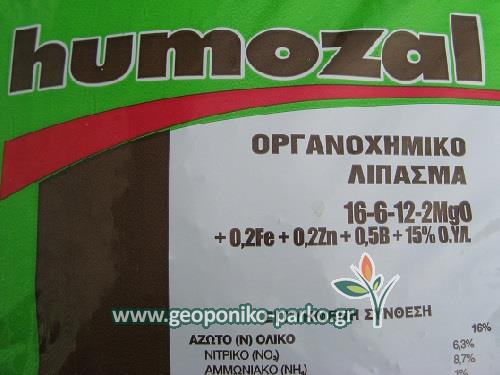 humozal
ΟΡΓΑΝΟΧΗΜΙΚΟ
ΛΙΠΑΣΜΑ
16-6-12-2MgO
+ 0,2Fe + 0,2Zn + 0,5B + 15% Ο.ΥΛ.
www.geoponiko-parko.gr
ΣΥΝΘΕΣΗ
16%
ΑΖΩΤΟ (N) ΟΛΙΚΟ
6,3%
ΝΙΤΡΙΚΟ (NO₃)
8,7%
ΑΜΜΩΝΙΑΚΟ (NH₄)
1%